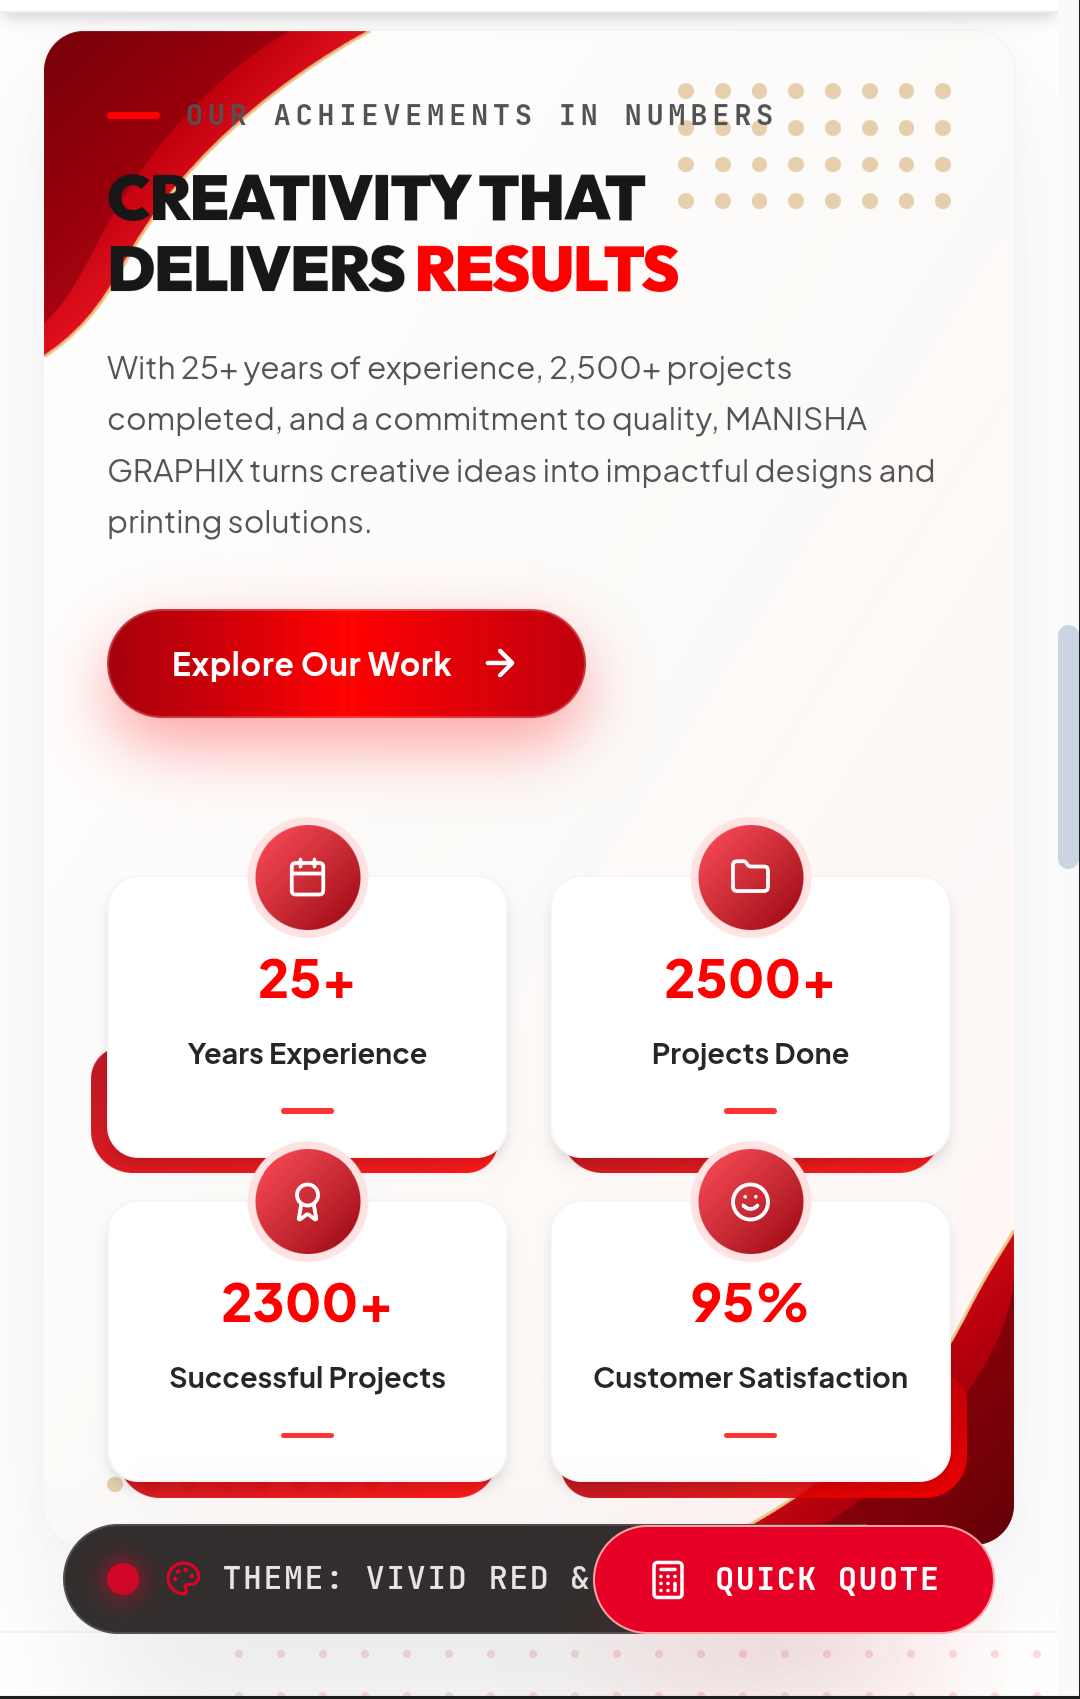 OUR ACHIEVEMENTS IN NUMBERS
CREATIVITY THAT
DELIVERS RESULTS
With 25+ years of experience, 2,500+ projects
completed, and a commitment to quality, MANISHA
GRAPHIX turns creative ideas into impactful designs and
printing solutions.
Explore Our Work
25+
Years Experience
2500+
Projects Done
2300+
Successful Projects
95%
Customer Satisfaction
THEME: VIVID RED &
QUICK QUOTE